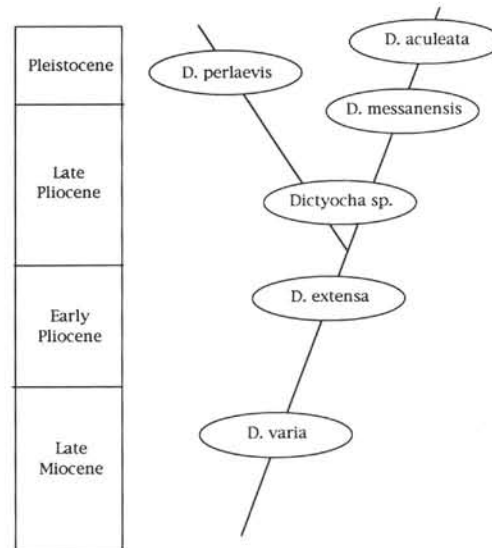 Pleistocene
Late
Pliocene
Early
Pliocene
Late
Miocene
D. aculeata
D. perlaevis
D. messanensis
Dictyocha sp.
D. extensa
D. varia